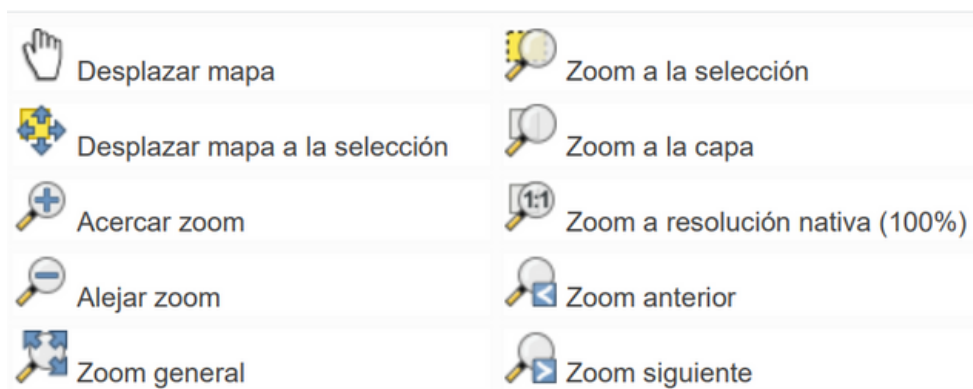 Desplazar mapa
Desplazar mapa a la selección
Acercar zoom
Alejar zoom
Zoom general
Zoom a la selección
Zoom a la capa
1:1
Zoom a resolución nativa (100%)
Zoom anterior
Zoom siguiente